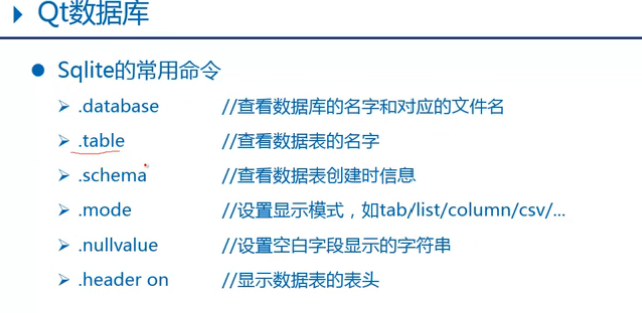 Qt数据库
Sqlite的常用命令
.database //查看数据库的名字和对应的文件名
.table //查看数据表的名字
.schema //查看数据表创建时信息
.mode //设置显示模式，如tab/list/column/csv/...
.nullvalue //设置空白字段显示的字符串
.header on //显示数据表的表头